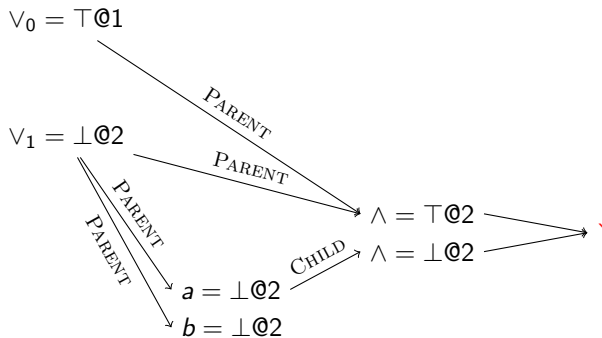 ∨₀ = ⊤@1
PARENT
∨₁ = ⊥@2
PARENT
PARENT
PARENT
∧ = ⊤@2
CHILD
∧ = ⊥@2
a = ⊥@2
b = ⊥@2